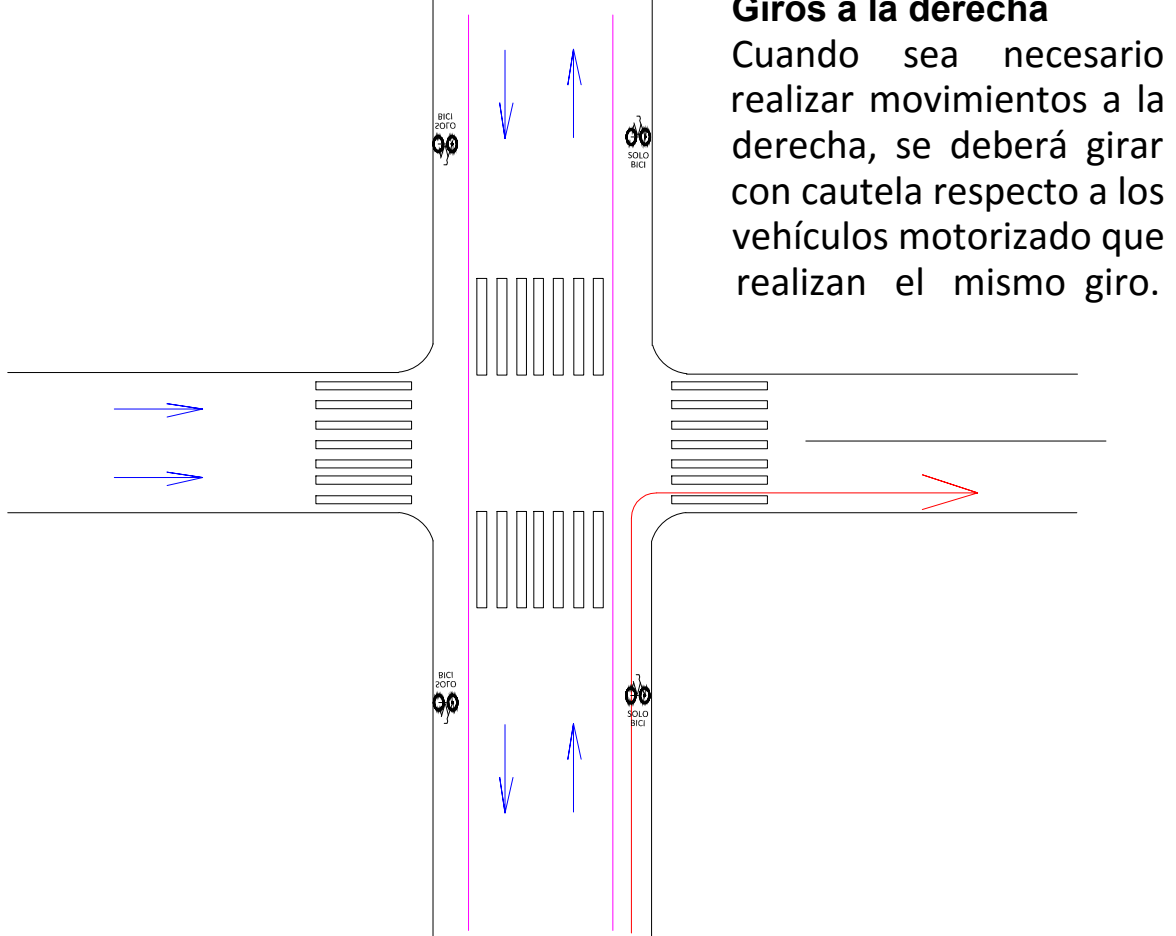 Giros a la derecha
Cuando sea necesario
realizar movimientos a la
derecha, se deberá girar
con cautela respecto a los
vehículos motorizado que
realizan el mismo giro.
SOLO
BICI
SOLO
BICI
SOLO
BICI
SOLO
BICI